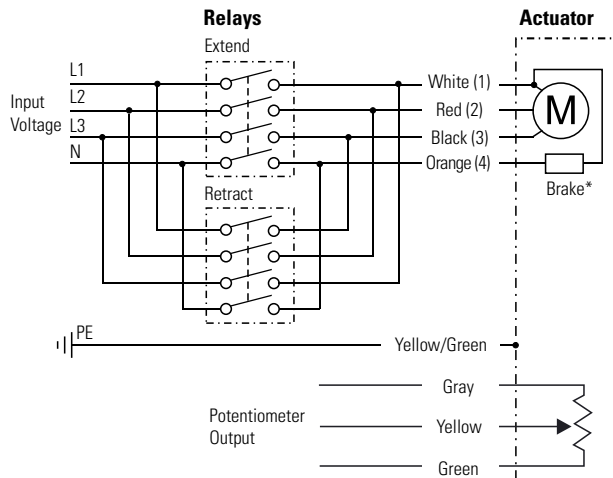 Relays
Actuator
Extend
L1
L2
L3
N
Input
Voltage
White (1)
Red (2)
Black (3)
Orange (4)
M
Brake*
Retract
PE
Yellow/Green
Gray
Potentiometer
Output
Yellow
Green